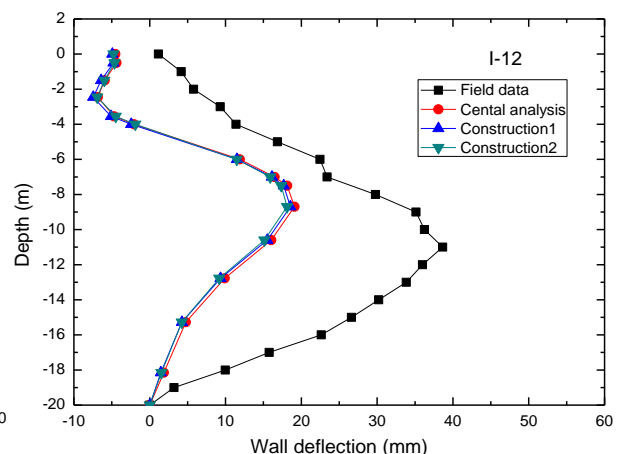 I-12
Field data
Cental analysis
Construction1
Construction2
Depth (m)
0
-2
-4
-6
-8
-10
-12
-14
-16
-18
-20
0
-10 0 10 20 30 40 50 60
Wall deflection (mm)